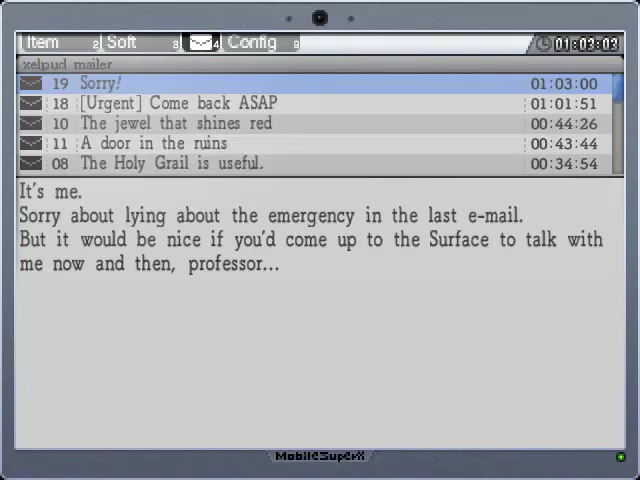 Item 2 Soft 3 4 Config 8 01:03:03
xelpud mailer
19 Sorry! 01:03:00
18 [Urgent] Come back ASAP 01:01:51
10 The jewel that shines red 00:44:26
11 A door in the ruins 00:43:44
08 The Holy Grail is useful. 00:34:54
It's me.
Sorry about lying about the emergency in the last e-mail.
But it would be nice if you'd come up to the Surface to talk with
me now and then, professor...
MobileSuperX